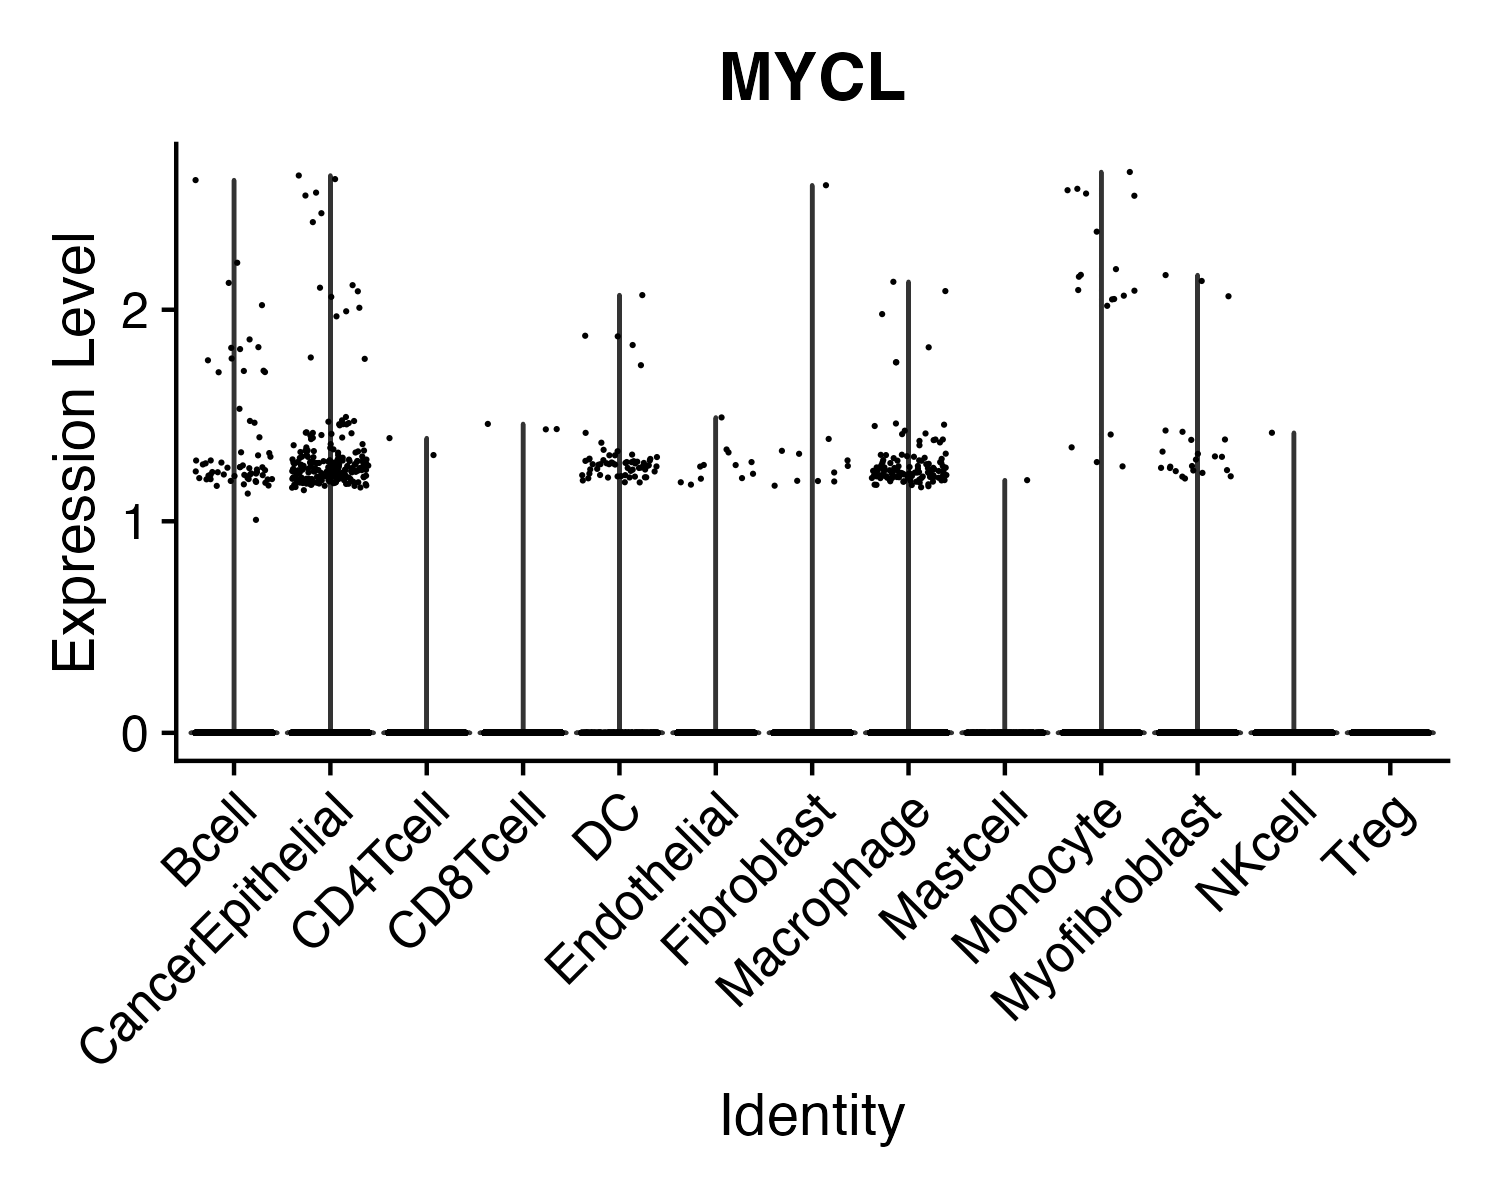 MYCL
Expression Level
2
1
0
Bcell
CancerEpithelial
CD4Tcell
CD8Tcell
DC
Endothelial
Fibroblast
Macrophage
Mastcell
Monocyte
Myofibroblast
NKcell
Treg
Identity